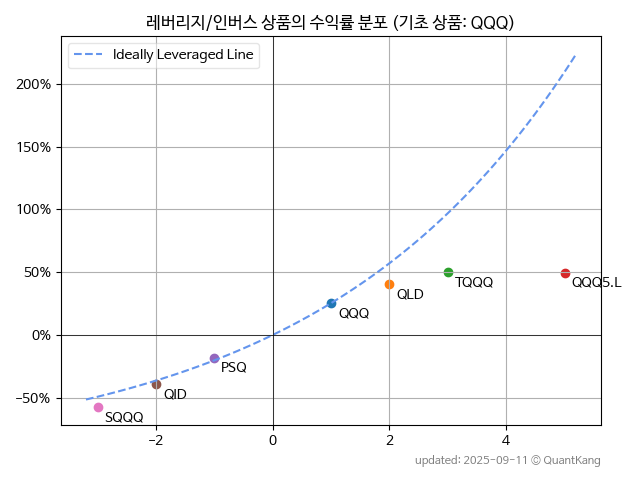 레버리지/인버스 상품의 수익률 분포 (기초 상품: QQQ)
Ideally Leveraged Line
200%
150%
100%
50%
0%
−50%
QQQ5.L
TQQQ
QLD
QQQ
PSQ
QID
SQQQ
−2
0
2
4
updated: 2025-09-11 © QuantKang